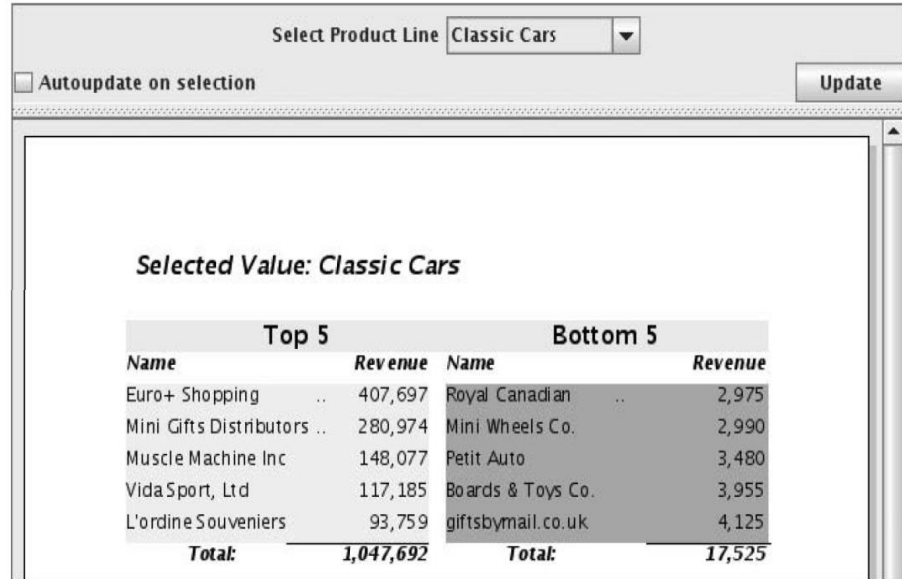 Select Product Line Classic Cars
Autoupdate on selection Update
Selected Value: Classic Cars
Top 5 Bottom 5
Name Revenue Name Revenue
Euro+ Shopping .. 407,697 Royal Canadian .. 2,975
Mini Gifts Distributors .. 280,974 Mini Wheels Co. 2,990
Muscle Machine Inc 148,077 Petit Auto 3,480
Vida Sport, Ltd 117,185 Boards & Toys Co. 3,955
L'ordine Souveniers 93,759 giftsbymail.co.uk 4,125
Total: 1,047,692 Total: 17,525